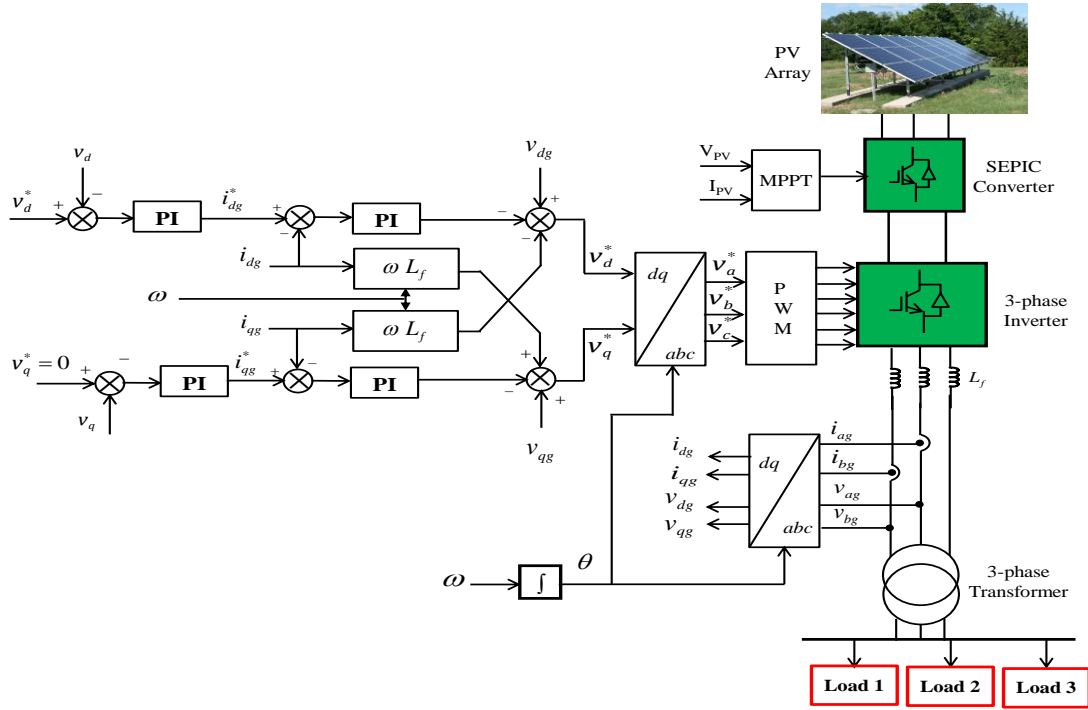 PV
Array
V_PV
I_PV
MPPT
SEPIC
Converter
v_d
v_d^*
+
−
PI
i_dg^*
+
−
PI
v_dg
−
+
−
i_dg
ω L_f
ω
i_qg
ω L_f
v_q^* = 0
+
−
v_q
PI
i_qg^*
+
−
PI
+
−
+
v_qg
v_d^*
v_q^*
dq
abc
v_a^*
v_b^*
v_c^*
P
W
M
3-phase
Inverter
L_f
i_dg
i_qg
v_dg
v_qg
dq
abc
i_ag
i_bg
v_ag
v_bg
ω
∫
θ
3-phase
Transformer
Load 1
Load 2
Load 3